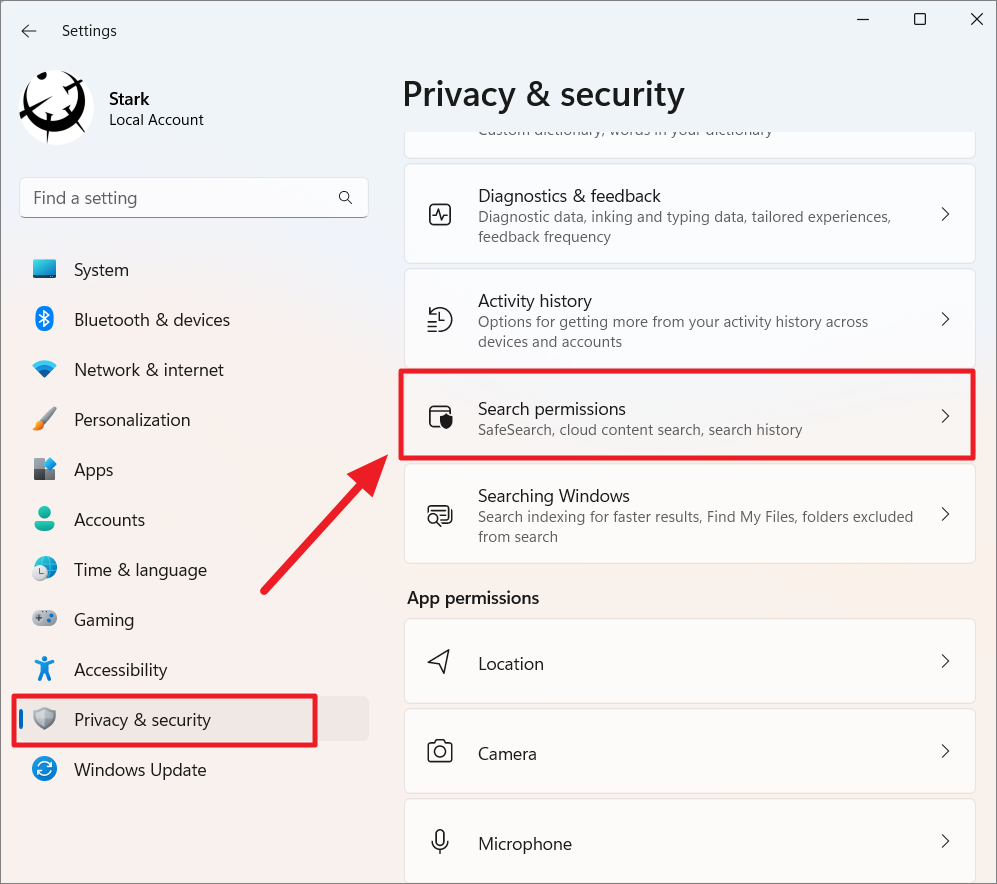 Settings
Stark
Local Account
Find a setting
System
Bluetooth & devices
Network & internet
Personalization
Apps
Accounts
Time & language
Gaming
Accessibility
Privacy & security
Windows Update
Privacy & security
Custom dictionary, words in your dictionary
Diagnostics & feedback
Diagnostic data, inking and typing data, tailored experiences,
feedback frequency
Activity history
Options for getting more from your activity history across
devices and accounts
Search permissions
SafeSearch, cloud content search, search history
Searching Windows
Search indexing for faster results, Find My Files, folders excluded
from search
App permissions
Location
Camera
Microphone